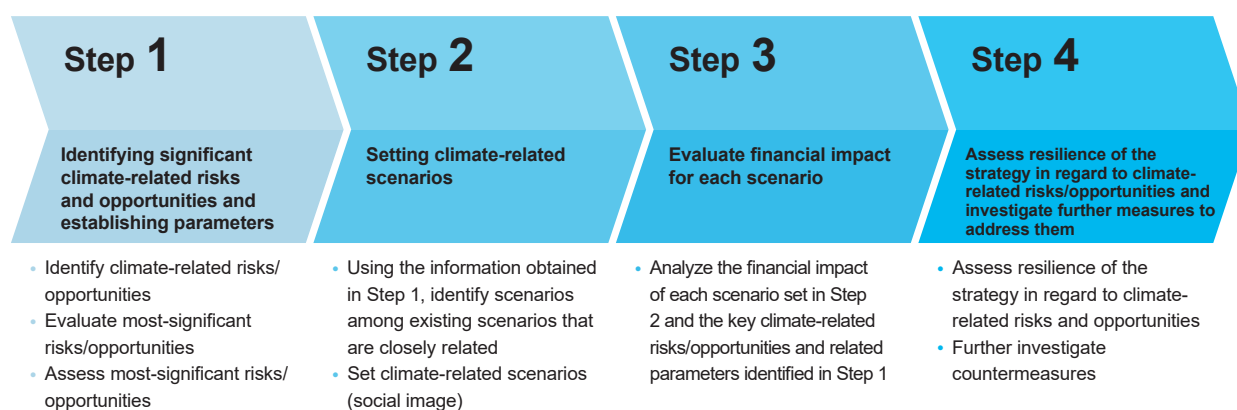 Step 1
Identifying significant
climate-related risks
and opportunities and
establishing parameters
• Identify climate-related risks/
opportunities
• Evaluate most-significant
risks/opportunities
• Assess most-significant risks/
opportunities
Step 2
Setting climate-related
scenarios
• Using the information obtained
in Step 1, identify scenarios
among existing scenarios that
are closely related
• Set climate-related scenarios
(social image)
Step 3
Evaluate financial impact
for each scenario
• Analyze the financial impact
of each scenario set in Step
2 and the key climate-related
risks/opportunities and related
parameters identified in Step 1
Step 4
Assess resilience of the
strategy in regard to climate-
related risks/opportunities and
investigate further measures to
address them
• Assess resilience of the
strategy in regard to climate-
related risks and opportunities
• Further investigate
countermeasures